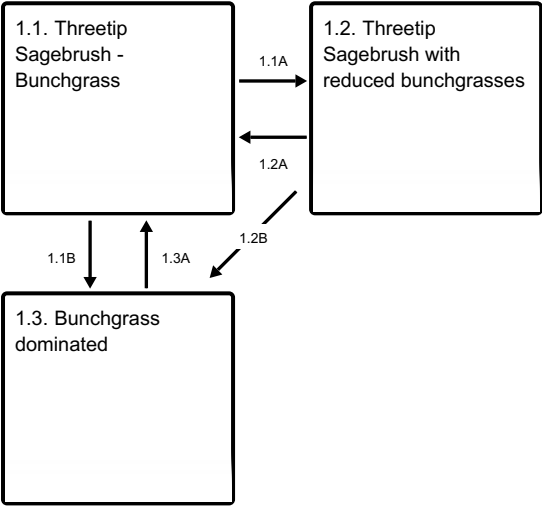 1.1. Threetip
Sagebrush -
Bunchgrass
1.2. Threetip
Sagebrush with
reduced bunchgrasses
1.1A
1.2A
1.2B
1.1B
1.3A
1.3. Bunchgrass
dominated